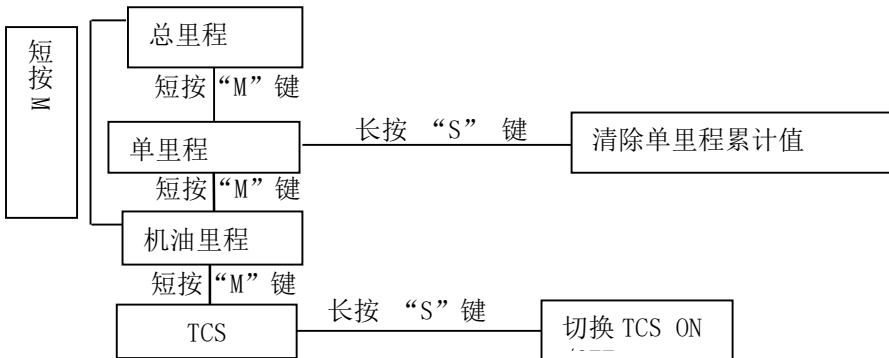 短按 M
总里程
短按“M”键
长按 “S” 键
单里程
清除单里程累计值
短按“M”键
机油里程
短按“M”键
长按 “S”键
TCS
切换 TCS ON